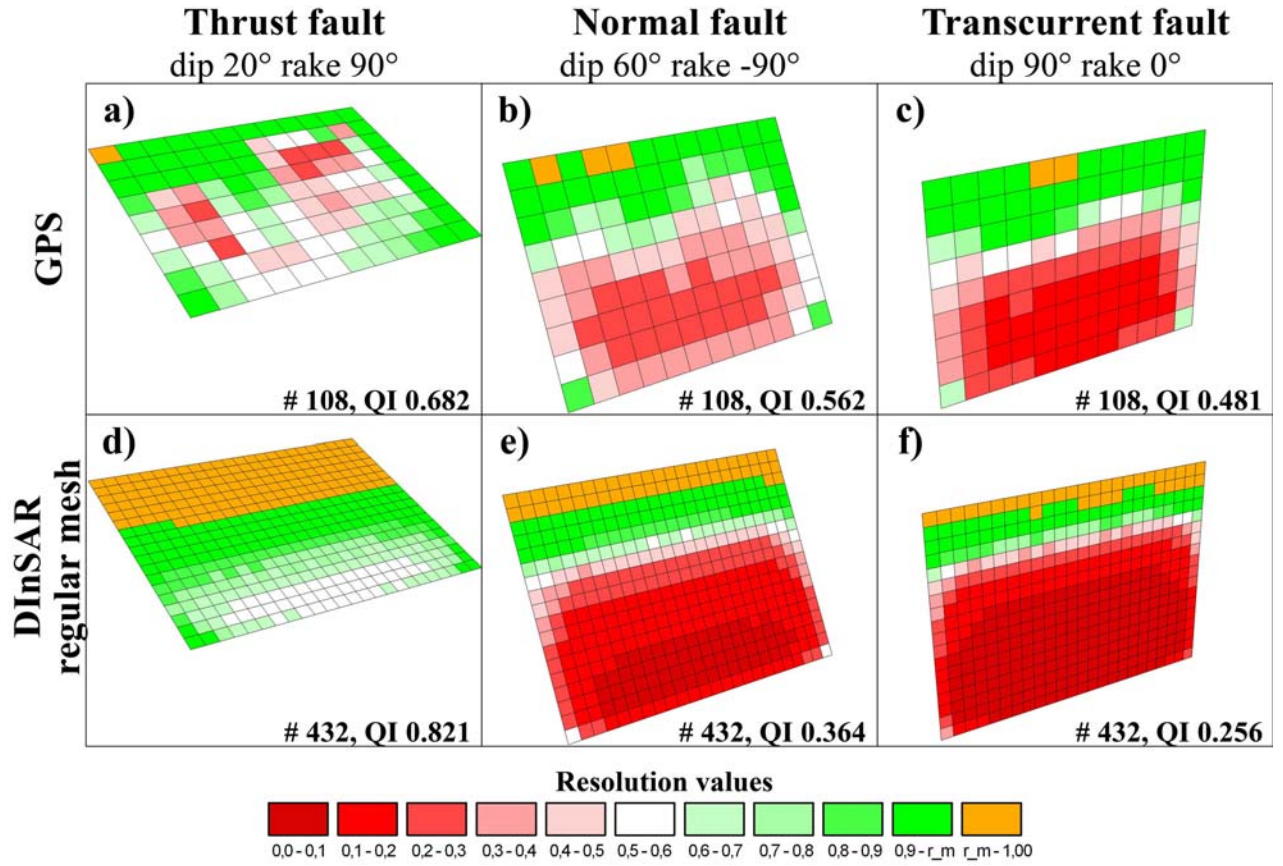 Thrust fault
dip 20° rake 90°
Normal fault
dip 60° rake -90°
Transcurrent fault
dip 90° rake 0°
GPS
a)
# 108, QI 0.682
b)
# 108, QI 0.562
c)
# 108, QI 0.481
DInSAR
regular mesh
d)
# 432, QI 0.821
e)
# 432, QI 0.364
f)
# 432, QI 0.256
Resolution values
0,0 - 0,1
0,1 - 0,2
0,2 - 0,3
0,3 - 0,4
0,4 - 0,5
0,5 - 0,6
0,6 - 0,7
0,7 - 0,8
0,8 - 0,9
0,9 - r_m
r_m - 1,00